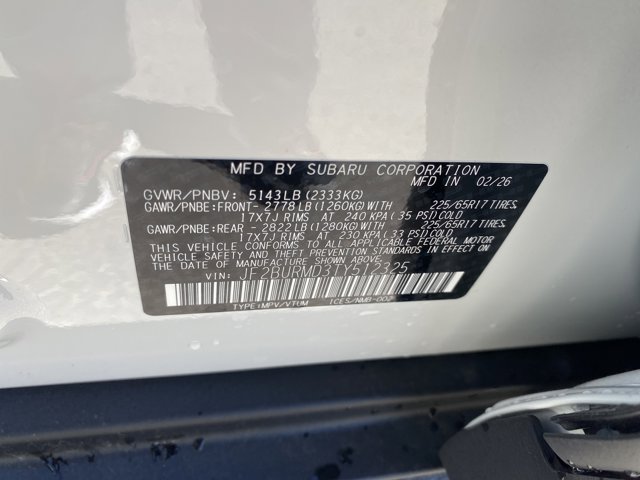 MFD BY SUBARU CORPORATION
MFD IN 02/26
GVWR/PNBV: 5143LB(2333KG)
GAWR/PNBE:FRONT- 2778LB(1260KG)WITH 225/65R17 TIRES,
17X7J RIMS AT 240 KPA(35 PSI)COLD
GAWR/PNBE:REAR - 2822LB(1280KG)WITH 225/65R17 TIRES,
17X7J RIMS AT 230 KPA(33 PSI)COLD
THIS VEHICLE CONFORMS TO ALL APPLICABLE FEDERAL MOTOR
VEHICLE SAFETY AND THEFT PREVENTION STANDARDS IN EFFECT
ON THE DATE OF MANUFACTURE SHOWN ABOVE.
VIN: JF2BURMD3TY512325
TYPE:MPV/VTUM ICES/NMB-002